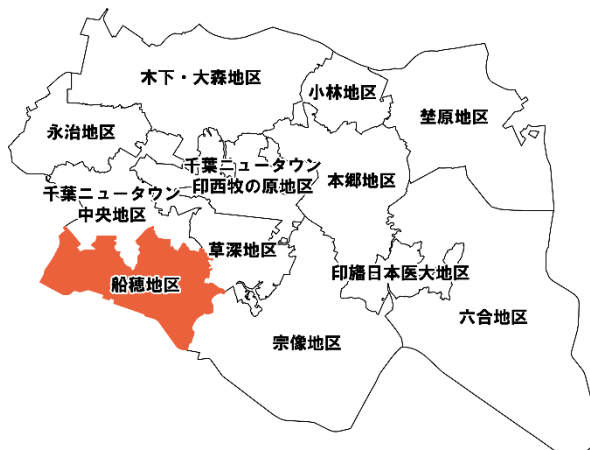 木下・大森地区
小林地区
埜原地区
永治地区
千葉ニュータウン
印西牧の原地区
本郷地区
千葉ニュータウン
中央地区
草深地区
印旛日本医大地区
船穂地区
六合地区
宗像地区